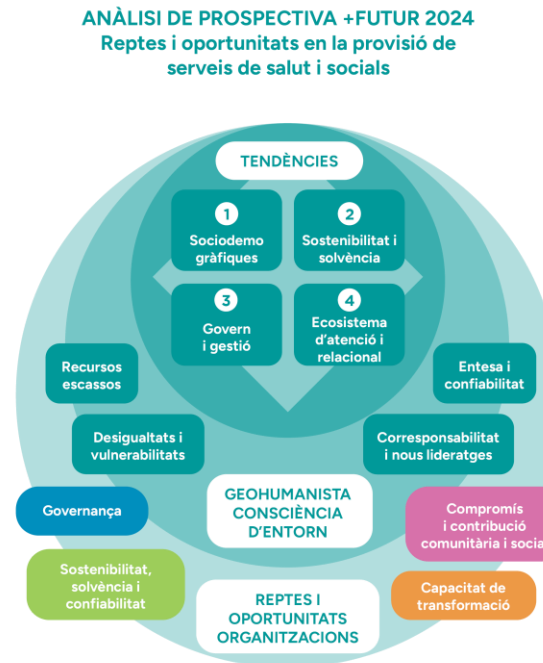 ANÀLISI DE PROSPECTIVA +FUTUR 2024
Reptes i oportunitats en la provisió de
serveis de salut i socials
TENDÈNCIES
1
Sociodemo
gràfiques
2
Sostenibilitat i
solvència
3
Govern
i gestió
4
Ecosistema
d'atenció i
relacional
Recursos
escassos
Entesa i
confiabilitat
Desigualtats i
vulnerabilitats
Corresponsabilitat
i nous lideratges
Governança
GEOHUMANISTA
CONSCIÈNCIA
D'ENTORN
Compromís
i contribució
comunitària i social
Sostenibilitat,
solvència i
confiabilitat
REPTES I
OPORTUNITATS
ORGANITZACIONS
Capacitat de
transformació